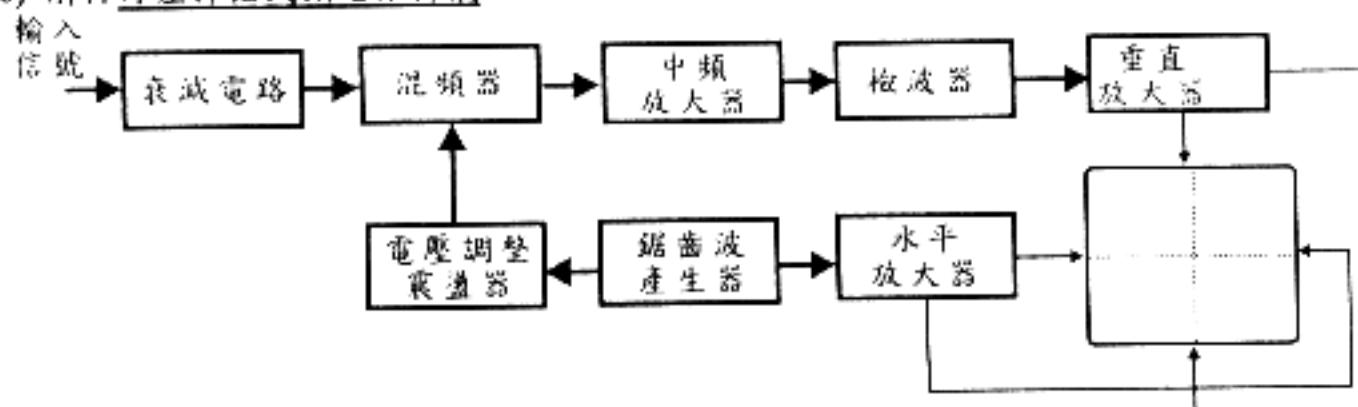 輸入
信號
衰減電路
混頻器
中頻
放大器
檢波器
垂直
放大器
電壓調整
震盪器
鋸齒波
產生器
水平
放大器